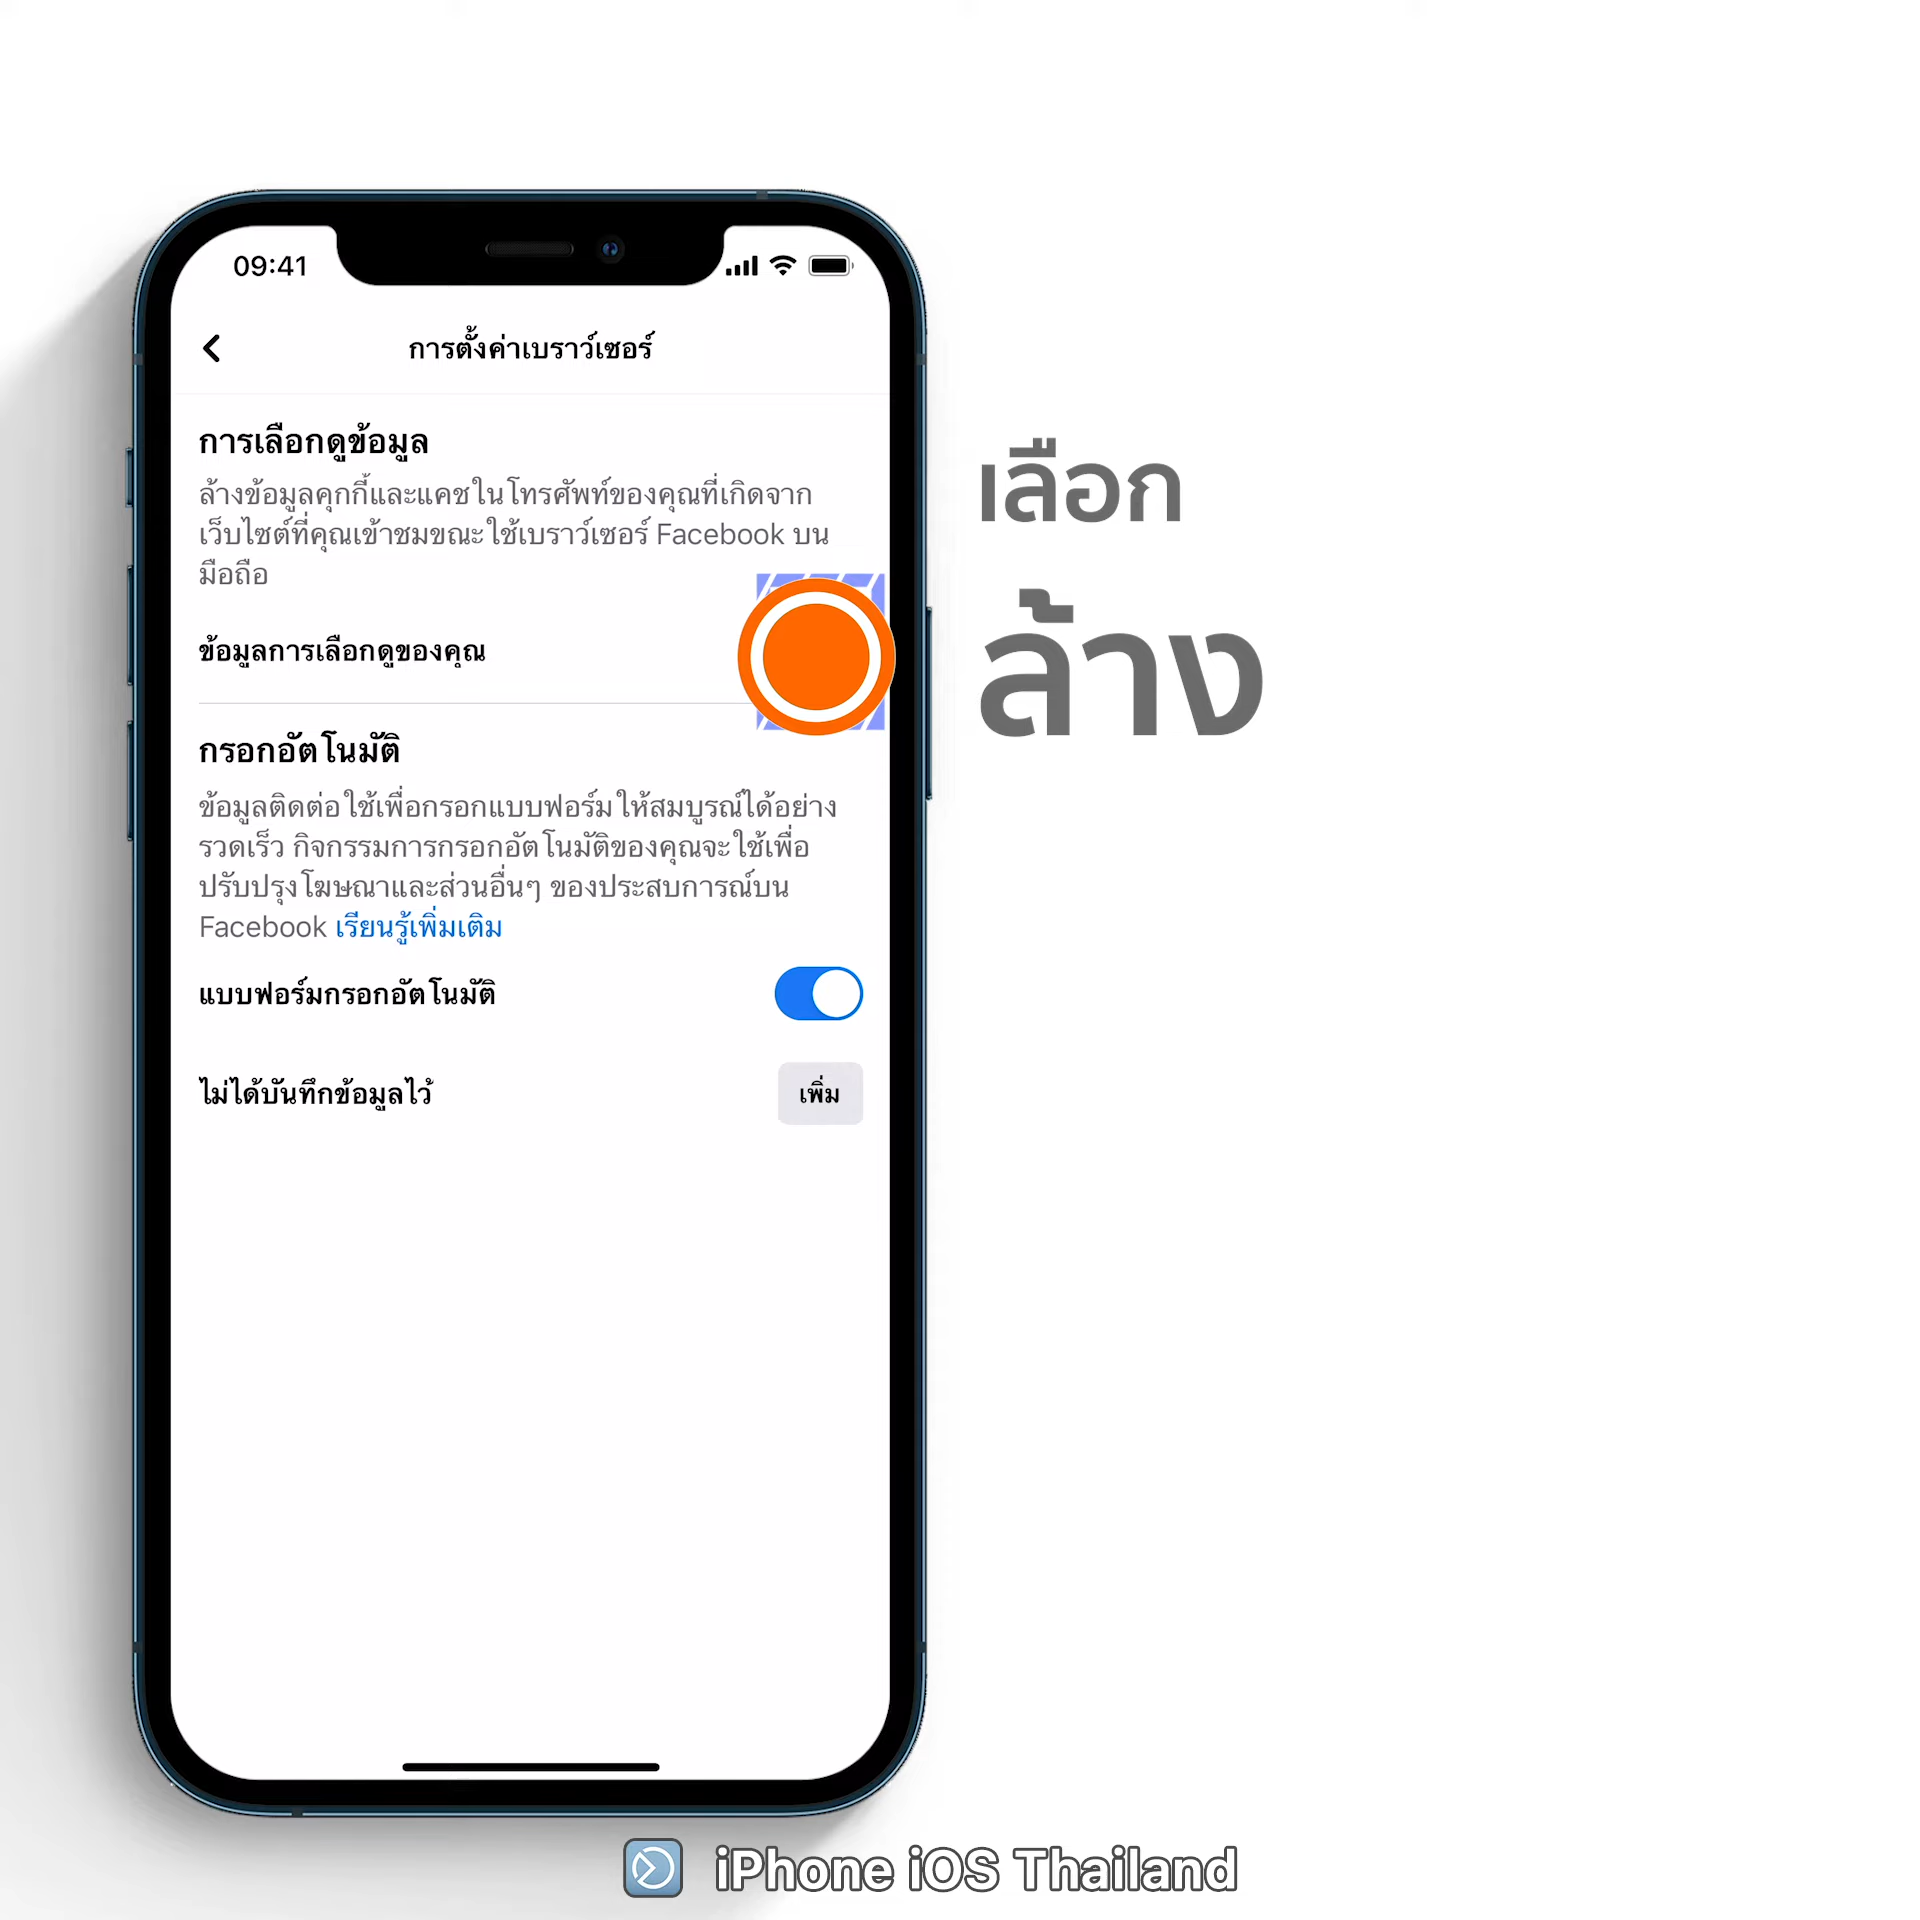 09:41
การตั้งค่าเบราว์เซอร์
การเลือกดูข้อมูล
ล้างข้อมูลคุกกี้และแคชในโทรศัพท์ของคุณที่เกิดจาก
เว็บไซต์ที่คุณเข้าชมขณะใช้เบราว์เซอร์ Facebook บน
มือถือ
ข้อมูลการเลือกดูของคุณ
กรอกอัตโนมัติ
ข้อมูลติดต่อใช้เพื่อกรอกแบบฟอร์มให้สมบูรณ์ได้อย่าง
รวดเร็ว กิจกรรมการกรอกอัตโนมัติของคุณจะใช้เพื่อ
ปรับปรุงโฆษณาและส่วนอื่นๆ ของประสบการณ์บน
Facebook เรียนรู้เพิ่มเติม
แบบฟอร์มกรอกอัตโนมัติ
ไม่ได้บันทึกข้อมูลไว้
เพิ่ม
เลือก
ล้าง
iPhone iOS Thailand